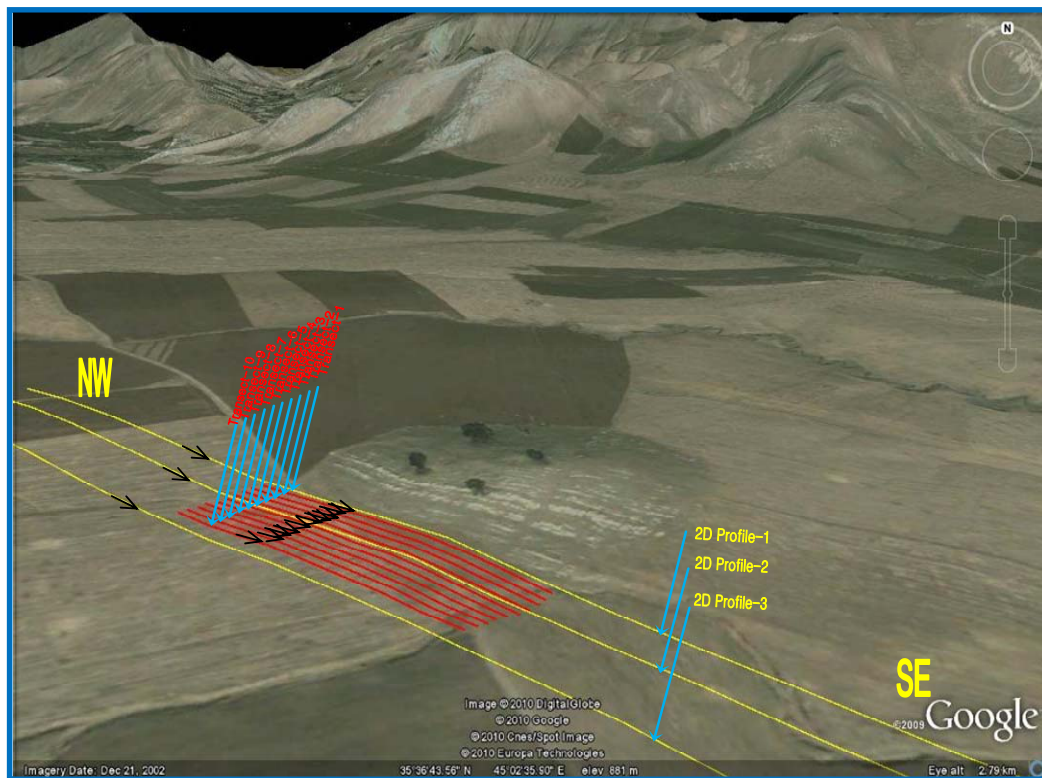 N
NW
2D Profile-1
2D Profile-2
2D Profile-3
SE
Image © 2010 DigitalGlobe
© 2010 Google
© 2010 Cnes/Spot Image
© 2010 Europa Technologies
©2009 Google
Imagery Date: Dec 21, 2002 35°36'43.56" N 45°02'35.90" E elev 681 m Eye alt 2.79 km